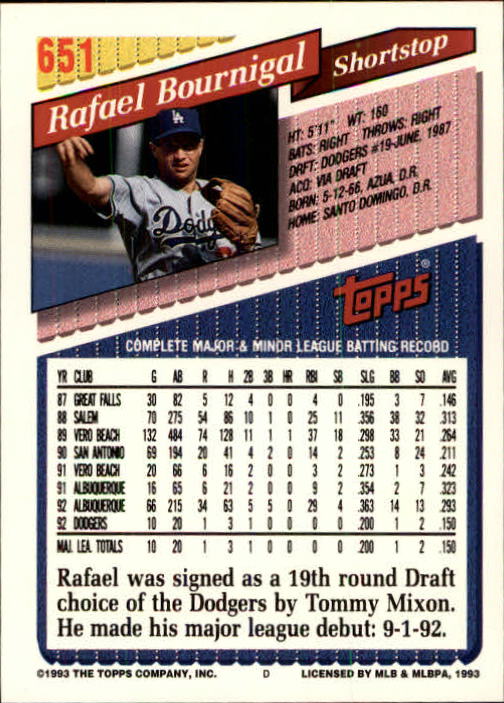 651
Rafael Bournigal
Shortstop
LA
Dodg
HT: 5'11" WT: 160
BATS: RIGHT THROWS: RIGHT
DRFT: DODGERS #19-JUNE, 1987
ACQ: VIA DRAFT
BORN: 5-12-66, AZUA, D.R.
HOME: SANTO DOMINGO, D.R.
TOPPS®
COMPLETE MAJOR & MINOR LEAGUE BATTING RECORD
YR CLUB G AB R H 2B 3B HR RBI SB SLG BB SO AVG
87 GREAT FALLS 30 82 5 12 4 0 0 4 0 .195 3 7 .146
88 SALEM 70 275 54 86 10 1 0 25 11 .356 38 32 .313
89 VERO BEACH 132 484 74 128 11 1 1 37 18 .298 33 21 .264
90 SAN ANTONIO 69 194 20 41 4 2 0 14 2 .253 8 24 .211
91 VERO BEACH 20 66 6 16 2 0 0 3 2 .273 1 3 .242
91 ALBUQUERQUE 16 65 6 21 2 0 0 9 2 .354 2 7 .323
92 ALBUQUERQUE 66 215 34 63 5 5 0 29 4 .363 14 13 .293
92 DODGERS 10 20 1 3 1 0 0 0 0 .200 1 2 .150
MAJ. LEA. TOTALS 10 20 1 3 1 0 0 0 0 .200 1 2 .150
Rafael was signed as a 19th round Draft
choice of the Dodgers by Tommy Mixon.
He made his major league debut: 9-1-92.
©1993 THE TOPPS COMPANY, INC. D LICENSED BY MLB & MLBPA, 1993